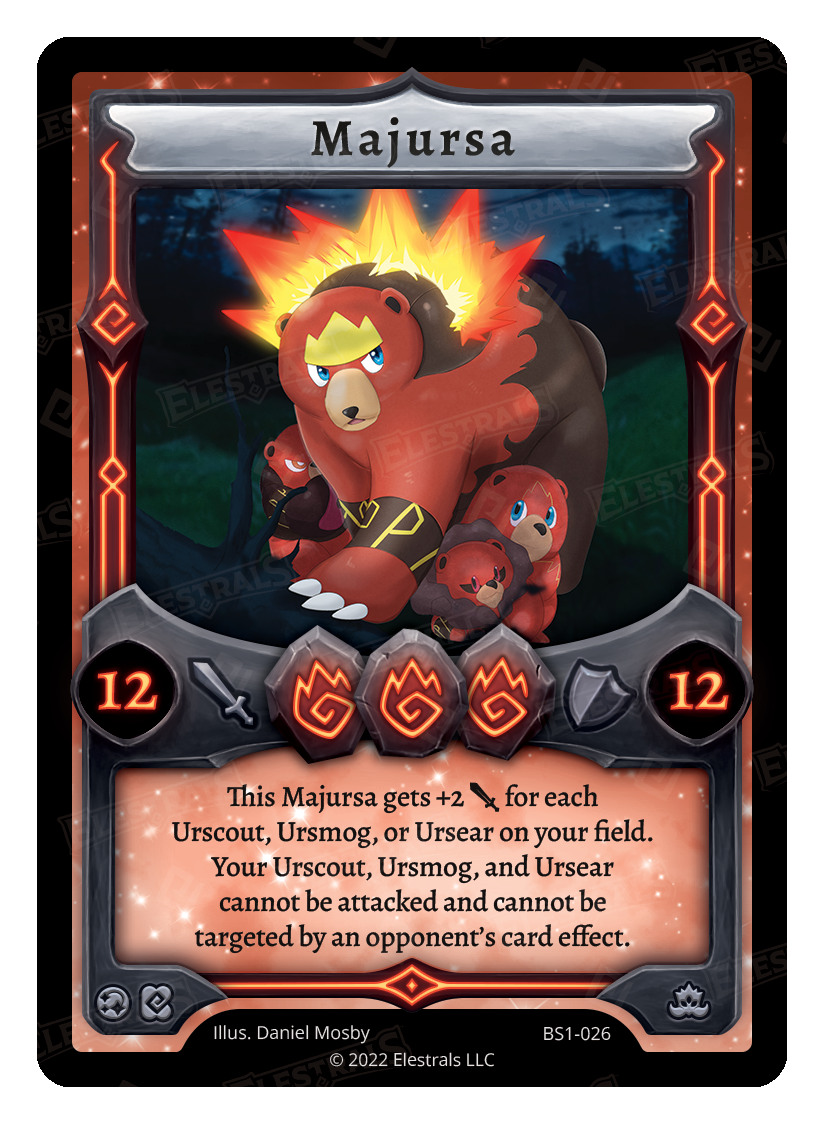 Majursa
12
12
This Majursa gets +2 for each
Urscout, Ursmog, or Ursear on your field.
Your Urscout, Ursmog, and Ursear
cannot be attacked and cannot be
targeted by an opponent's card effect.
Illus. Daniel Mosby
BS1-026
© 2022 Elestrals LLC
ELESTRALS